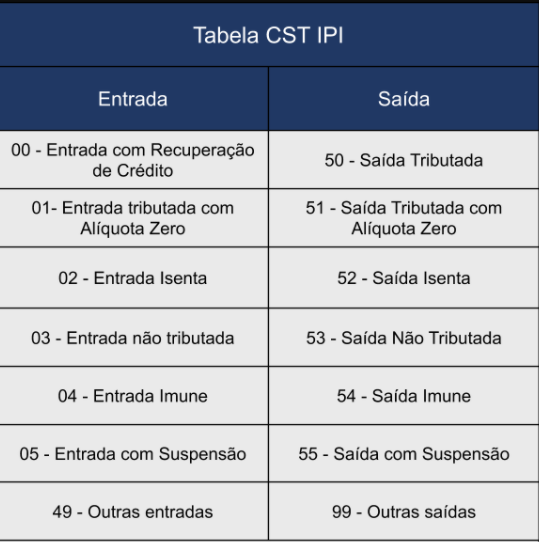 Tabela CST IPI
Entrada
Saída
00 - Entrada com Recuperação
de Crédito
50 - Saída Tributada
01- Entrada tributada com
Alíquota Zero
51 - Saída Tributada com
Alíquota Zero
02 - Entrada Isenta
52 - Saída Isenta
03 - Entrada não tributada
53 - Saída Não Tributada
04 - Entrada Imune
54 - Saída Imune
05 - Entrada com Suspensão
55 - Saída com Suspensão
49 - Outras entradas
99 - Outras saídas